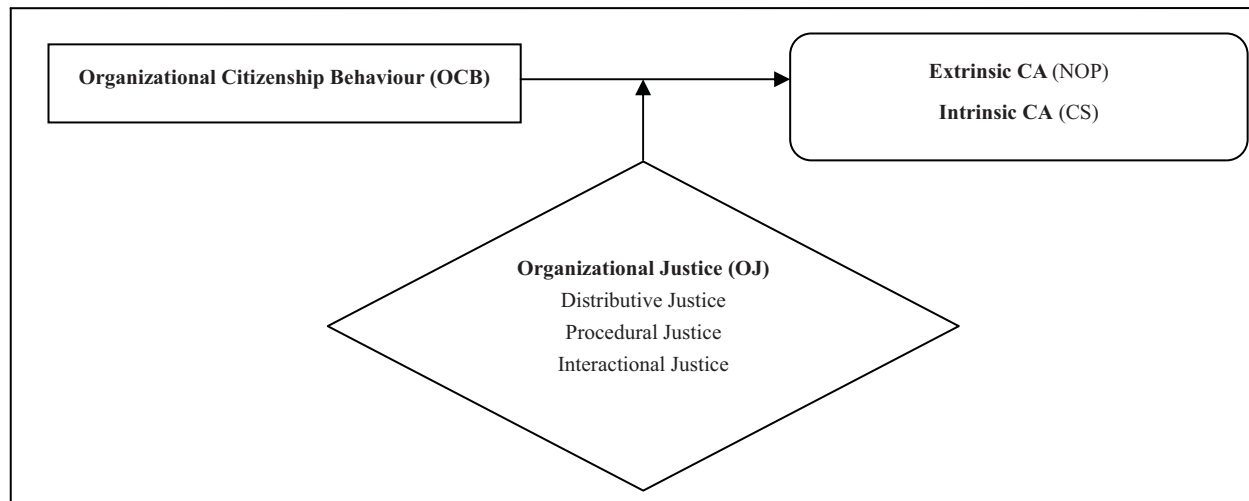 Organizational Citizenship Behaviour (OCB)
Extrinsic CA (NOP)
Intrinsic CA (CS)
Organizational Justice (OJ)
Distributive Justice
Procedural Justice
Interactional Justice